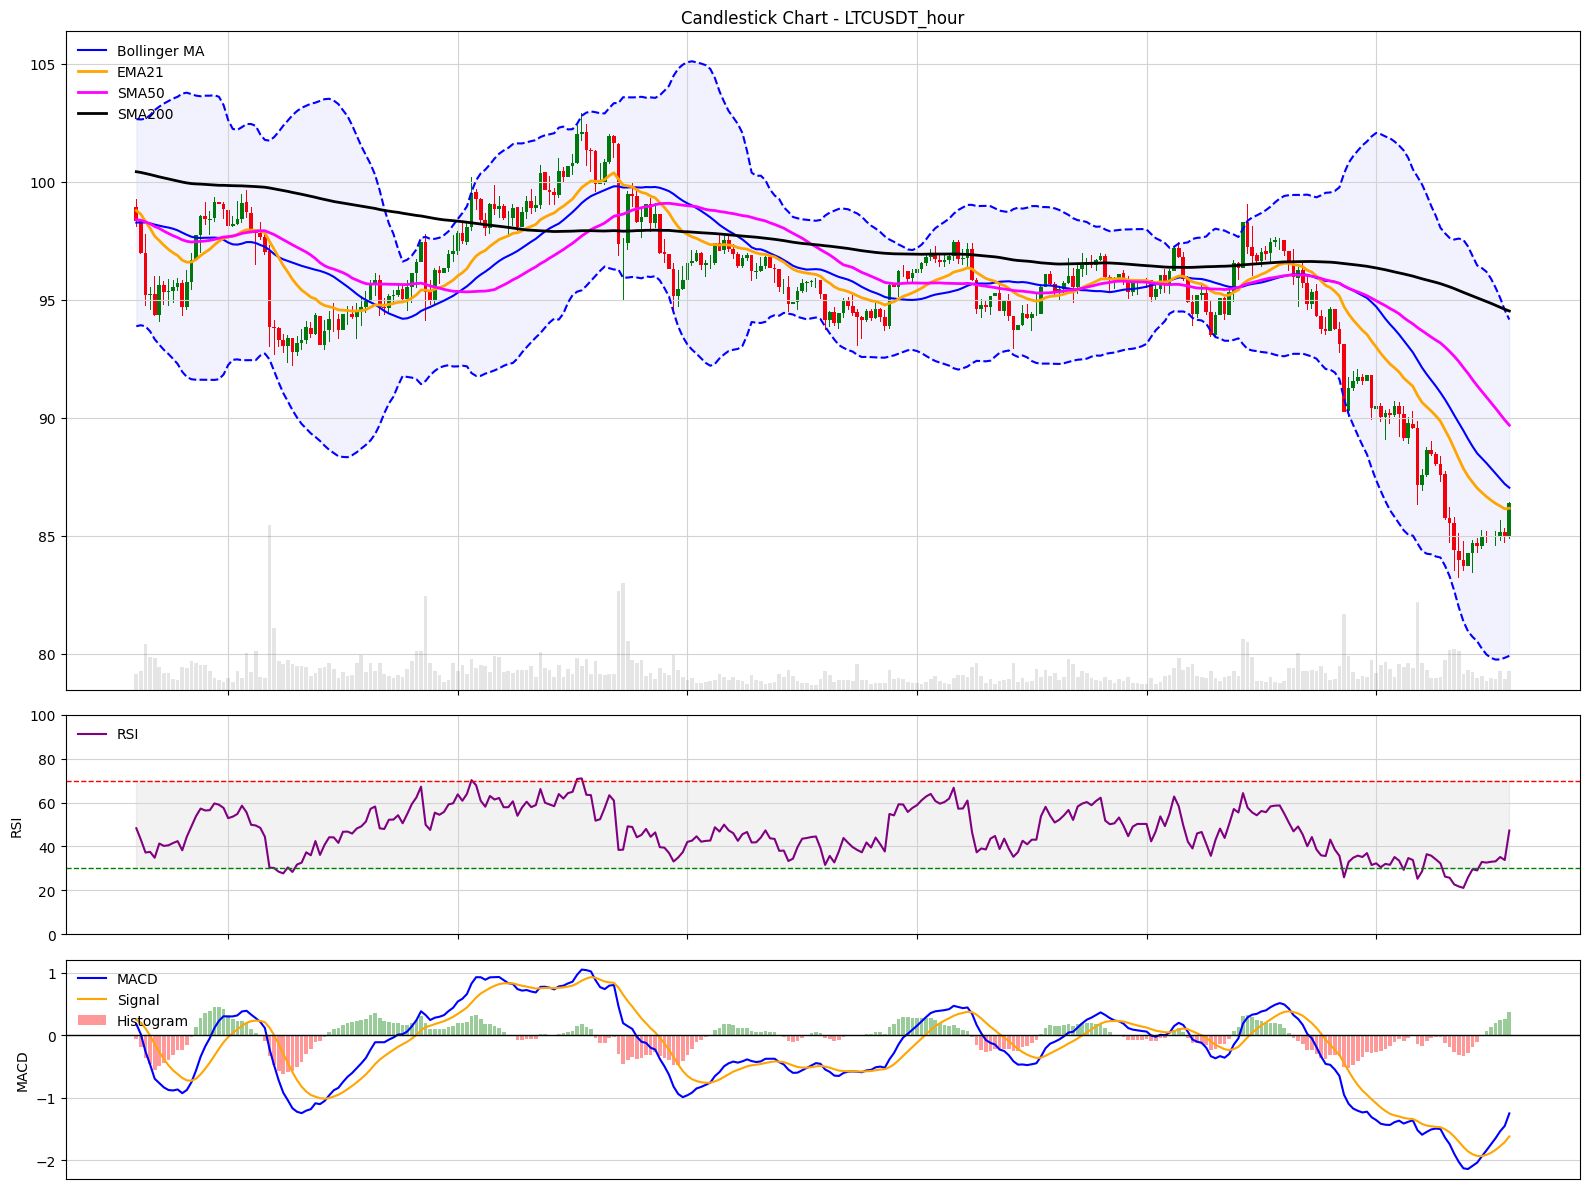 Candlestick Chart - LTCUSDT_hour
Bollinger MA
EMA21
SMA50
SMA200
105
100
95
90
85
80
RSI
100
80
60
40
20
0
RSI
MACD
Signal
Histogram
1
0
−1
−2
MACD